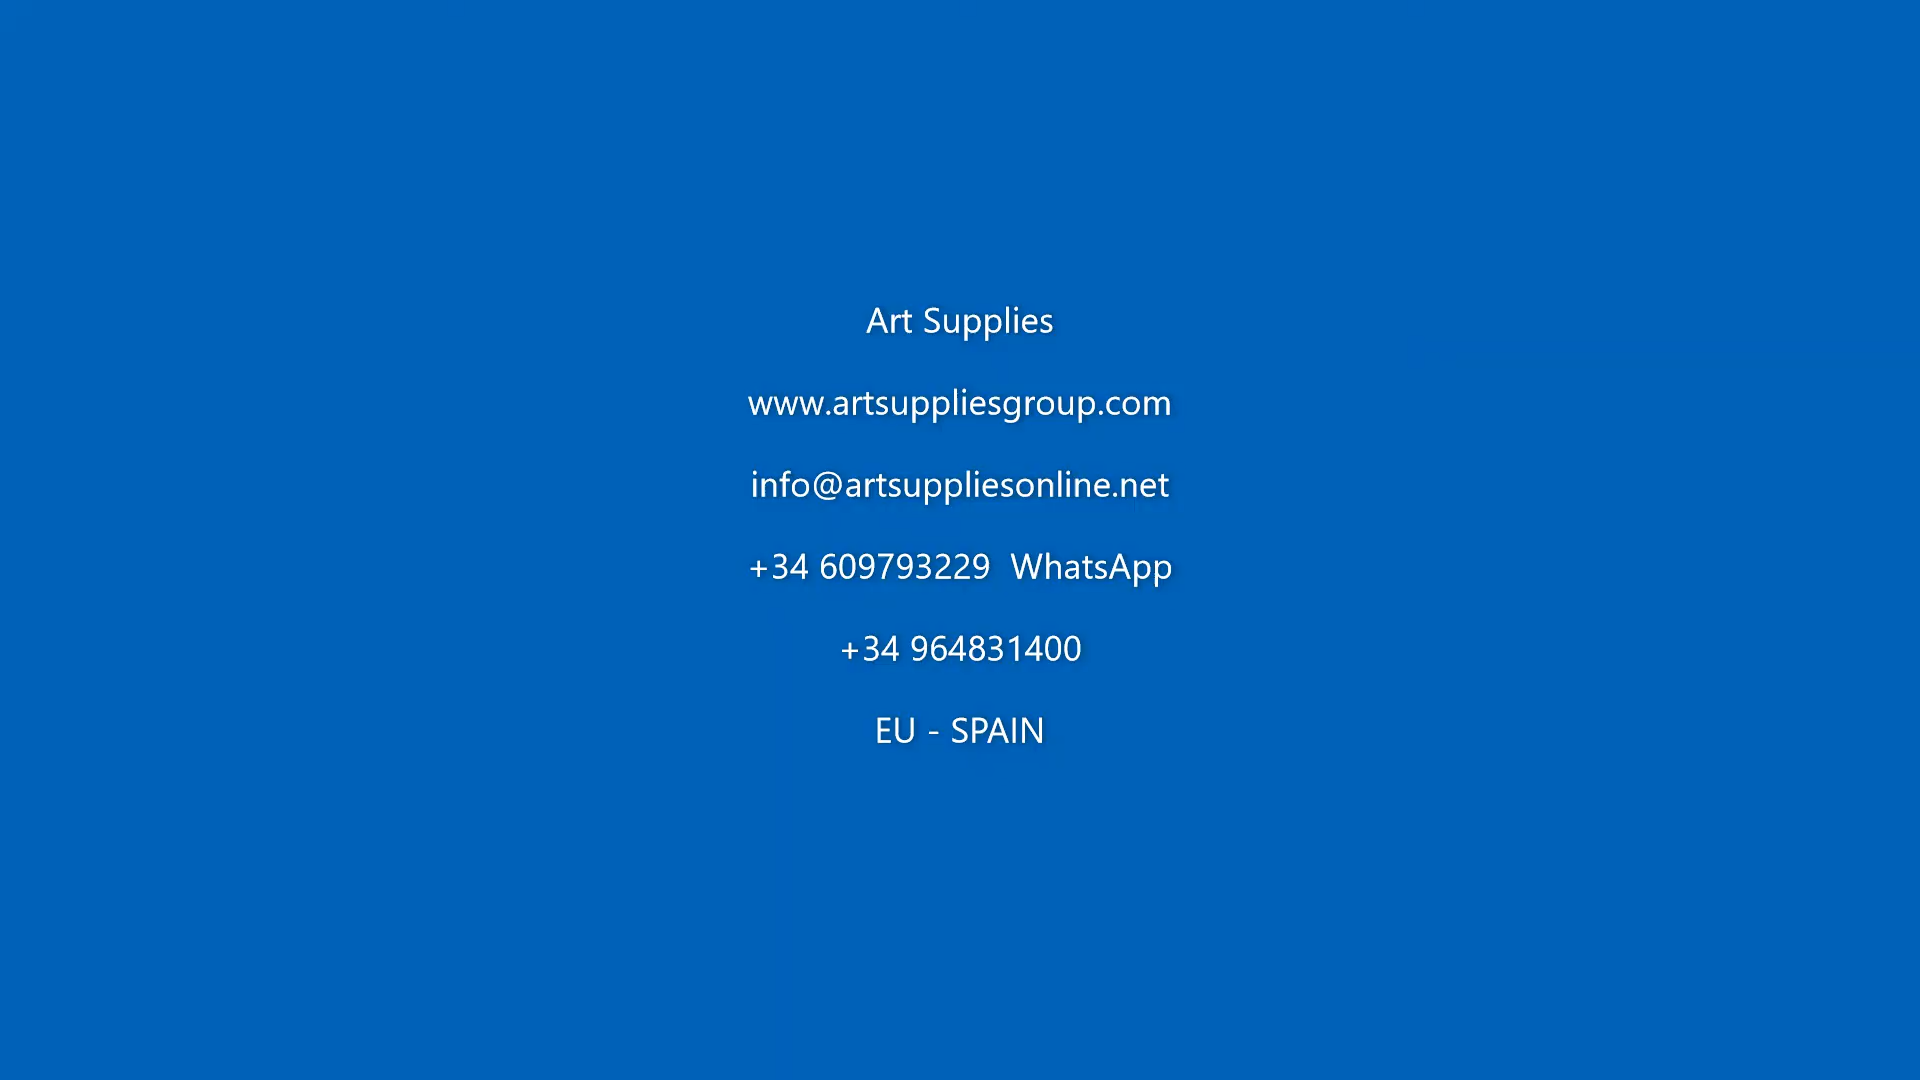 Art Supplies
www.artsuppliesgroup.com
info@artsuppliesonline.net
+34 609793229  WhatsApp
+34 964831400
EU - SPAIN